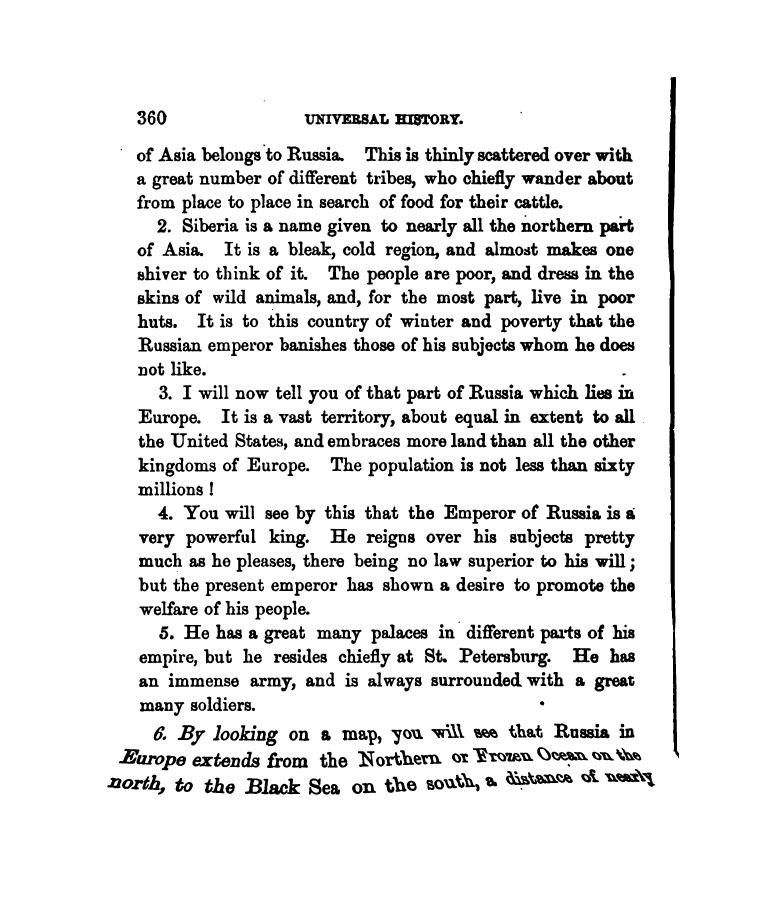 360 UNIVERSAL HISTORY.
of Asia belongs to Russia. This is thinly scattered over with
a great number of different tribes, who chiefly wander about
from place to place in search of food for their cattle.
2. Siberia is a name given to nearly all the northern part
of Asia. It is a bleak, cold region, and almost makes one
shiver to think of it. The people are poor, and dress in the
skins of wild animals, and, for the most part, live in poor
huts. It is to this country of winter and poverty that the
Russian emperor banishes those of his subjects whom he does
not like.
3. I will now tell you of that part of Russia which lies in
Europe. It is a vast territory, about equal in extent to all
the United States, and embraces more land than all the other
kingdoms of Europe. The population is not less than sixty
millions !
4. You will see by this that the Emperor of Russia is a
very powerful king. He reigns over his subjects pretty
much as he pleases, there being no law superior to his will ;
but the present emperor has shown a desire to promote the
welfare of his people.
5. He has a great many palaces in different parts of his
empire, but he resides chiefly at St. Petersburg. He has
an immense army, and is always surrounded with a great
many soldiers.
6. By looking on a map, you will see that Russia in
Europe extends from the Northern or Frozen Ocean on the
north, to the Black Sea on the south, a distance of nearly